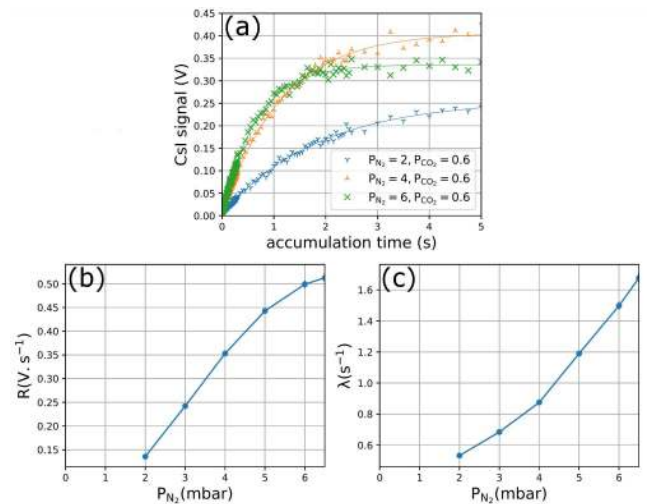 (a)
CsI signal (V)
0.45
0.40
0.35
0.30
0.25
0.20
0.15
0.10
0.05
0.00
P_N₂ = 2, P_CO₂ = 0.6
P_N₂ = 4, P_CO₂ = 0.6
P_N₂ = 6, P_CO₂ = 0.6
0 1 2 3 4 5
accumulation time (s)
(b)
R(V.s⁻¹)
0.50
0.45
0.40
0.35
0.30
0.25
0.20
0.15
0 1 2 3 4 5 6
P_N₂(mbar)
(c)
λ(s⁻¹)
1.6
1.4
1.2
1.0
0.8
0.6
0 1 2 3 4 5 6
P_N₂(mbar)